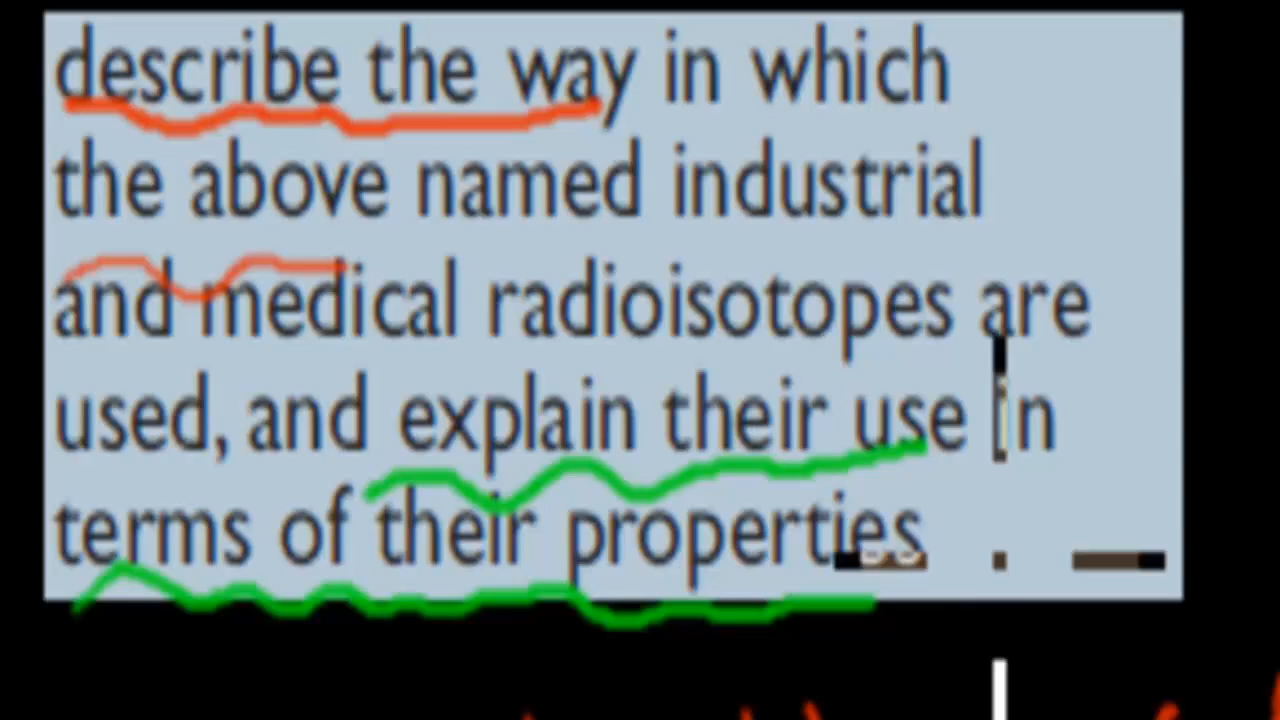 describe the way in which
the above named industrial
and medical radioisotopes are
used, and explain their use in
terms of their properties